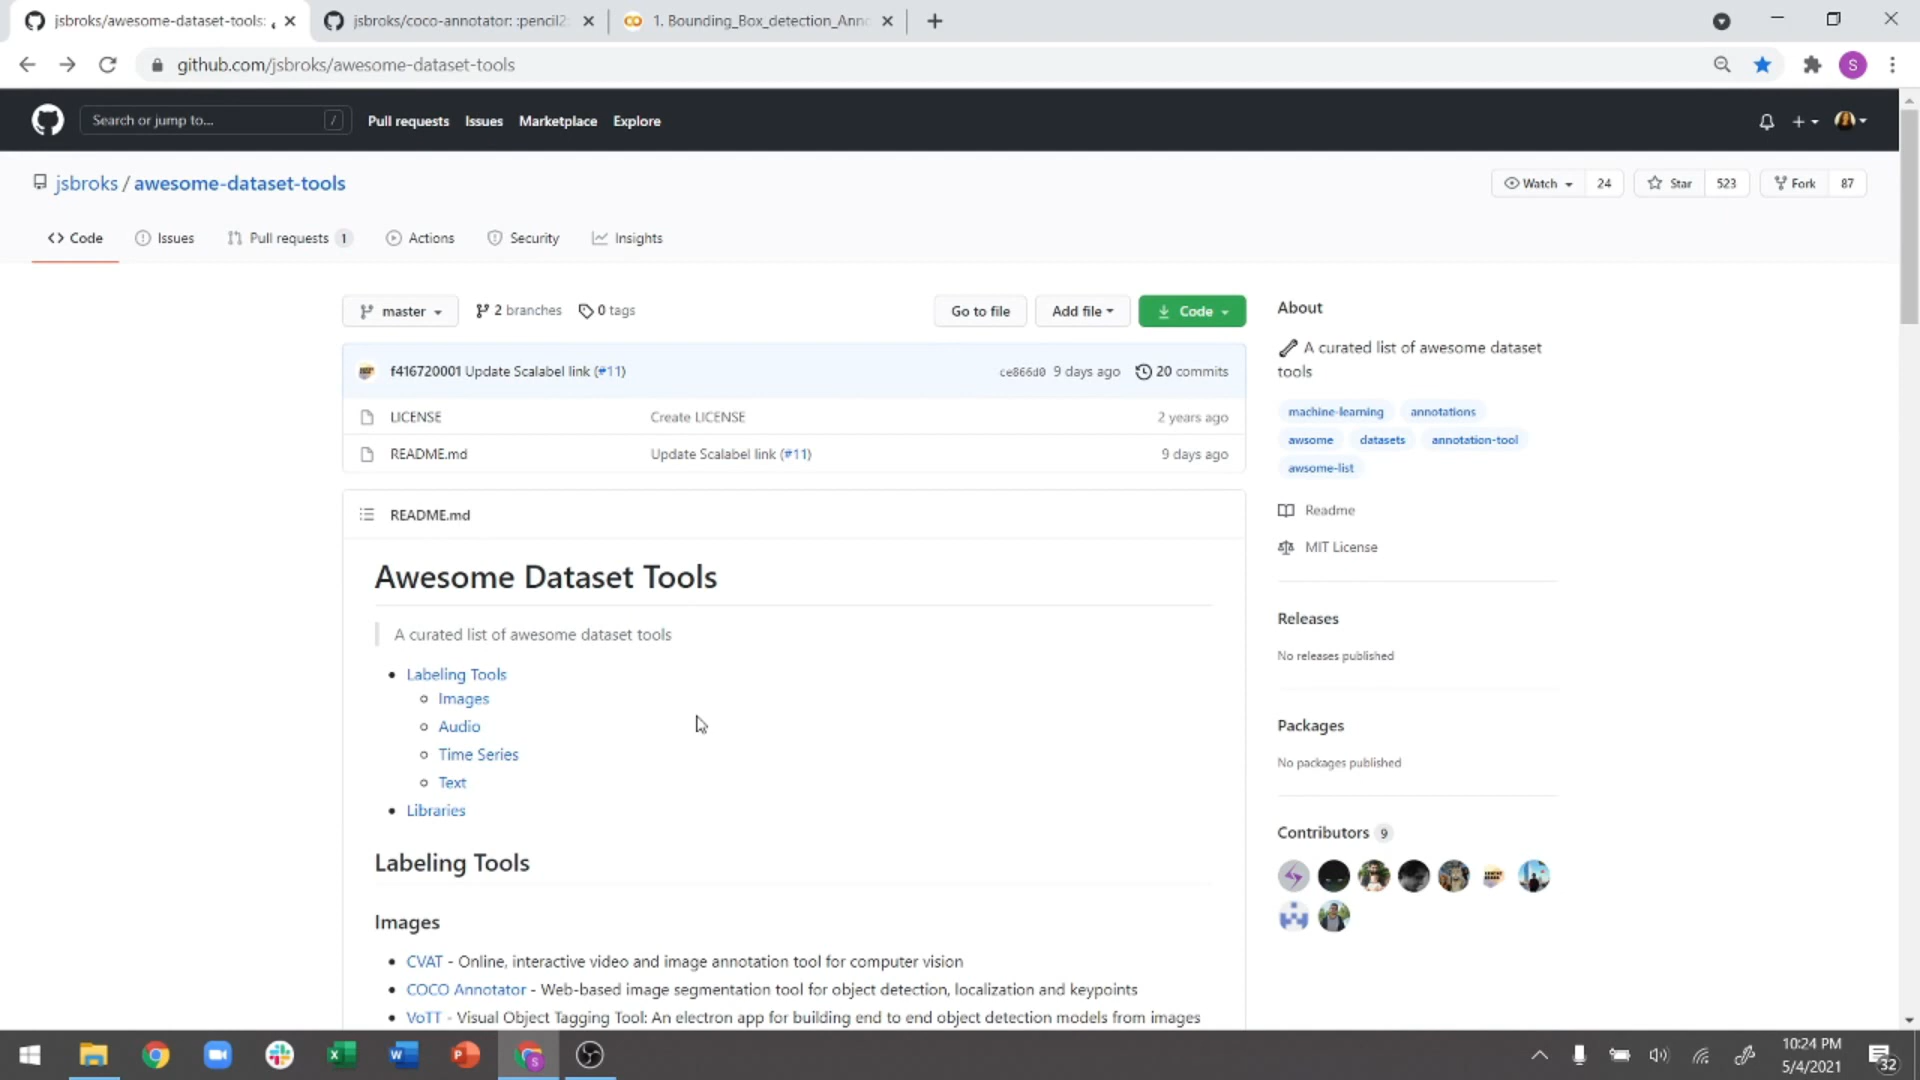 jsbroks/awesome-dataset-tools:
jsbroks/coco-annotator: :pencil2:
1. Bounding_Box_detection_Anno
github.com/jsbroks/awesome-dataset-tools
S
Search or jump to...
/
Pull requests
Issues
Marketplace
Explore
jsbroks / awesome-dataset-tools
Watch
24
Star
523
Fork
87
Code
Issues
Pull requests 1
Actions
Security
Insights
master
2 branches
0 tags
Go to file
Add file
Code
About
A curated list of awesome dataset
tools
f416720001 Update Scalabel link (#11)
ce866d0 9 days ago
20 commits
LICENSE
Create LICENSE
2 years ago
README.md
Update Scalabel link (#11)
9 days ago
machine-learning
annotations
awsome
datasets
annotation-tool
awsome-list
Readme
MIT License
README.md
Awesome Dataset Tools
A curated list of awesome dataset tools
Labeling Tools
Images
Audio
Time Series
Text
Libraries
Releases
No releases published
Packages
No packages published
Contributors 9
Labeling Tools
Images
CVAT - Online, interactive video and image annotation tool for computer vision
COCO Annotator - Web-based image segmentation tool for object detection, localization and keypoints
VoTT - Visual Object Tagging Tool: An electron app for building end to end object detection models from images
10:24 PM
5/4/2021
32